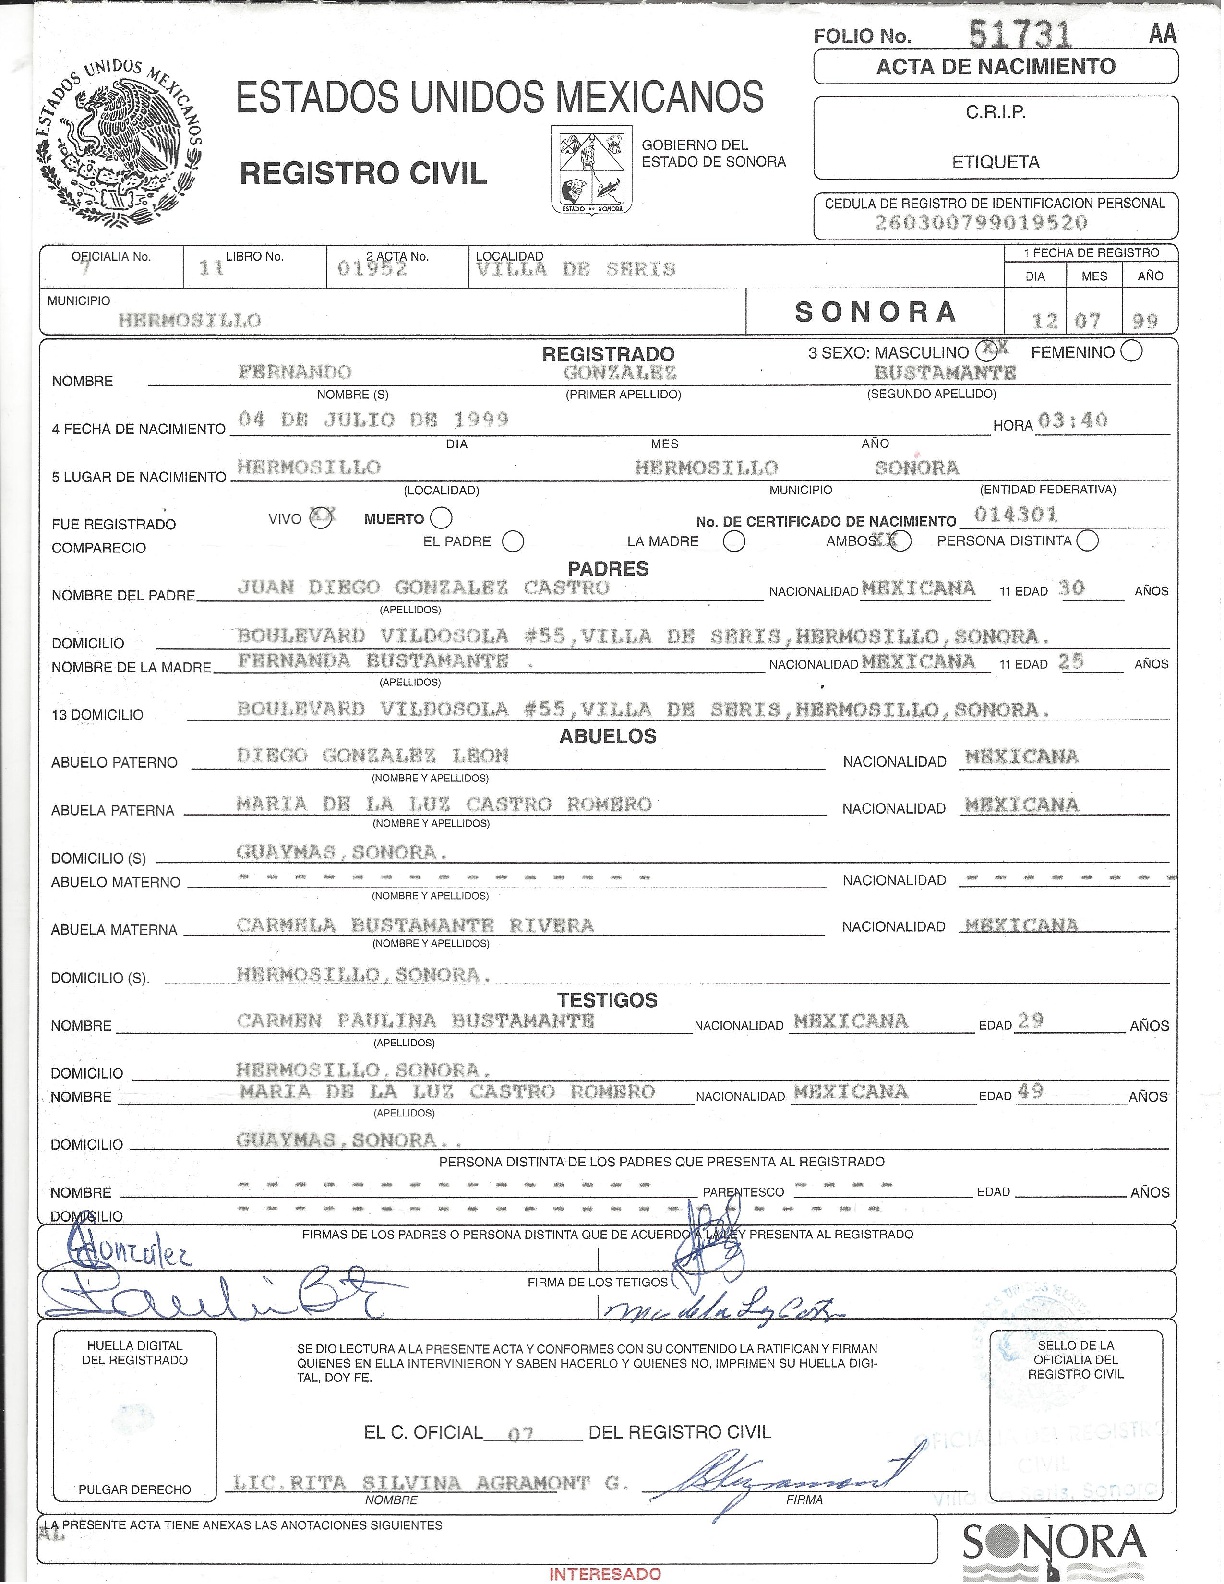 FOLIO No. 51731 AA
ACTA DE NACIMIENTO
ESTADOS UNIDOS MEXICANOS
ESTADOS UNIDOS MEXICANOS
C.R.I.P.
ETIQUETA
GOBIERNO DEL
ESTADO DE SONORA
REGISTRO CIVIL
ESTADO DE SONORA
CEDULA DE REGISTRO DE IDENTIFICACION PERSONAL
260300799019520
OFICIALIA No. 7 LIBRO No. 11 2 ACTA No. 01952 LOCALIDAD VILLA DE SERIS
1 FECHA DE REGISTRO
DIA MES AÑO
MUNICIPIO HERMOSILLO SONORA 12 07 99
REGISTRADO 3 SEXO: MASCULINO XX FEMENINO
NOMBRE FERNANDO GONZALEZ BUSTAMANTE
NOMBRE (S) (PRIMER APELLIDO) (SEGUNDO APELLIDO)
4 FECHA DE NACIMIENTO 04 DE JULIO DE 1999 HORA 03:40
DIA MES AÑO
5 LUGAR DE NACIMIENTO HERMOSILLO HERMOSILLO SONORA
(LOCALIDAD) MUNICIPIO (ENTIDAD FEDERATIVA)
FUE REGISTRADO VIVO XX MUERTO No. DE CERTIFICADO DE NACIMIENTO 014301
COMPARECIO EL PADRE LA MADRE AMBOS XX PERSONA DISTINTA
PADRES
NOMBRE DEL PADRE JUAN DIEGO GONZALEZ CASTRO NACIONALIDAD MEXICANA 11 EDAD 30 AÑOS
(APELLIDOS)
DOMICILIO BOULEVARD VILDOSOLA #55,VILLA DE SERIS,HERMOSILLO,SONORA.
NOMBRE DE LA MADRE FERNANDA BUSTAMANTE . NACIONALIDAD MEXICANA 11 EDAD 25 AÑOS
(APELLIDOS)
13 DOMICILIO BOULEVARD VILDOSOLA #55,VILLA DE SERIS,HERMOSILLO,SONORA.
ABUELOS
ABUELO PATERNO DIEGO GONZALEZ LEON NACIONALIDAD MEXICANA
(NOMBRE Y APELLIDOS)
ABUELA PATERNA MARIA DE LA LUZ CASTRO ROMERO NACIONALIDAD MEXICANA
(NOMBRE Y APELLIDOS)
DOMICILIO (S) GUAYMAS,SONORA.
ABUELO MATERNO - - - - - - - - - - - - - NACIONALIDAD - - - - - - - -
(NOMBRE Y APELLIDOS)
ABUELA MATERNA CARMELA BUSTAMANTE RIVERA NACIONALIDAD MEXICANA
(NOMBRE Y APELLIDOS)
DOMICILIO (S). HERMOSILLO,SONORA.
TESTIGOS
NOMBRE CARMEN PAULINA BUSTAMANTE NACIONALIDAD MEXICANA EDAD 29 AÑOS
(APELLIDOS)
DOMICILIO HERMOSILLO,SONORA.
NOMBRE MARIA DE LA LUZ CASTRO ROMERO NACIONALIDAD MEXICANA EDAD 49 AÑOS
(APELLIDOS)
DOMICILIO GUAYMAS,SONORA..
PERSONA DISTINTA DE LOS PADRES QUE PRESENTA AL REGISTRADO
NOMBRE - - - - - - - - - - - - - PARENTESCO - - - - EDAD AÑOS
DOMICILIO - - - - - - - - - - - - - - - - - - - - -
FIRMAS DE LOS PADRES O PERSONA DISTINTA QUE DE ACUERDO A LA LEY PRESENTA AL REGISTRADO
Gonzalez
FIRMA DE LOS TETIGOS
Ma de la Luz Castro
HUELLA DIGITAL
DEL REGISTRADO
SE DIO LECTURA A LA PRESENTE ACTA Y CONFORMES CON SU CONTENIDO LA RATIFICAN Y FIRMAN
QUIENES EN ELLA INTERVINIERON Y SABEN HACERLO Y QUIENES NO, IMPRIMEN SU HUELLA DIGI-
TAL, DOY FE.
SELLO DE LA
OFICIALIA DEL
REGISTRO CIVIL
EL C. OFICIAL 07 DEL REGISTRO CIVIL
OFICIALIA DEL REGISTRO
CIVIL
Villa de Seris, Sonora
PULGAR DERECHO
LIC.RITA SILVINA AGRAMONT G.
NOMBRE FIRMA
LA PRESENTE ACTA TIENE ANEXAS LAS ANOTACIONES SIGUIENTES
AL
SONORA
INTERESADO